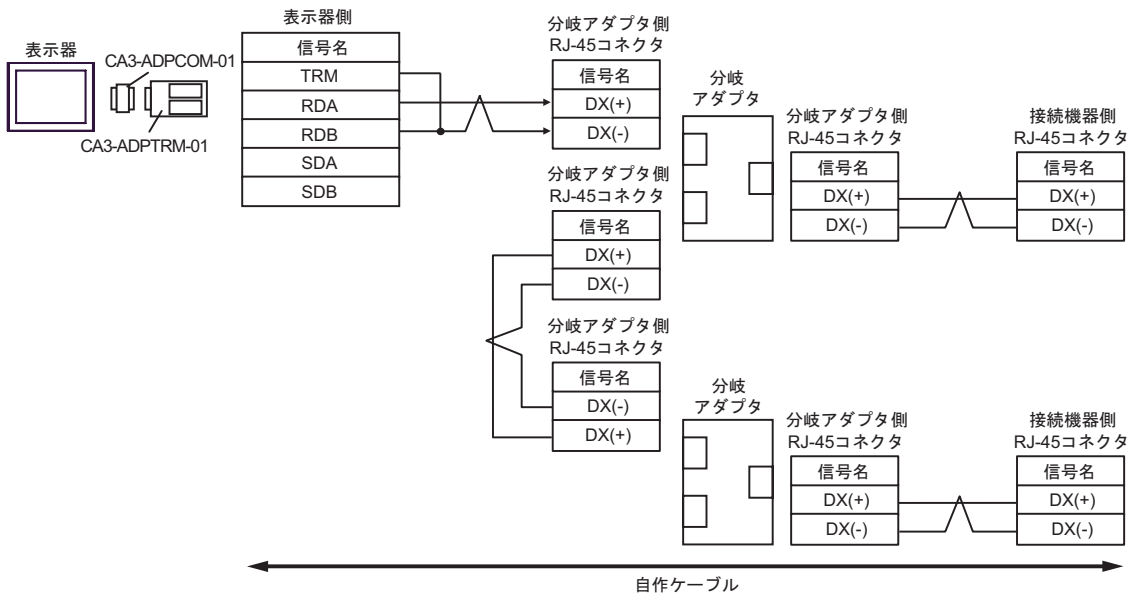 表示器
CA3-ADPCOM-01
CA3-ADPTRM-01
表示器側
信号名
TRM
RDA
RDB
SDA
SDB
分岐アダプタ側
RJ-45コネクタ
信号名
DX(+)
DX(-)
分岐
アダプタ
分岐アダプタ側
RJ-45コネクタ
信号名
DX(+)
DX(-)
接続機器側
RJ-45コネクタ
信号名
DX(+)
DX(-)
分岐アダプタ側
RJ-45コネクタ
信号名
DX(+)
DX(-)
分岐アダプタ側
RJ-45コネクタ
信号名
DX(-)
DX(+)
分岐
アダプタ
分岐アダプタ側
RJ-45コネクタ
信号名
DX(+)
DX(-)
接続機器側
RJ-45コネクタ
信号名
DX(+)
DX(-)
自作ケーブル